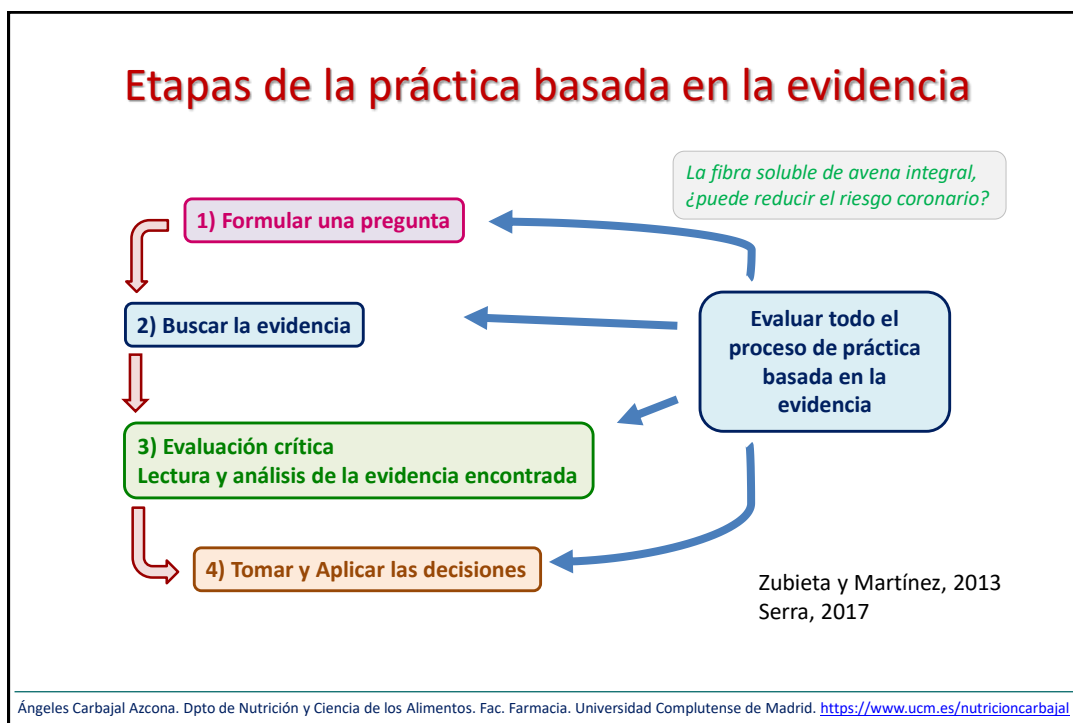 Etapas de la práctica basada en la evidencia
La fibra soluble de avena integral,
¿puede reducir el riesgo coronario?
1) Formular una pregunta
2) Buscar la evidencia
Evaluar todo el
proceso de práctica
basada en la
evidencia
3) Evaluación crítica
Lectura y análisis de la evidencia encontrada
4) Tomar y Aplicar las decisiones
Zubieta y Martínez, 2013
Serra, 2017
Ángeles Carbajal Azcona. Dpto de Nutrición y Ciencia de los Alimentos. Fac. Farmacia. Universidad Complutense de Madrid. https://www.ucm.es/nutricioncarbajal